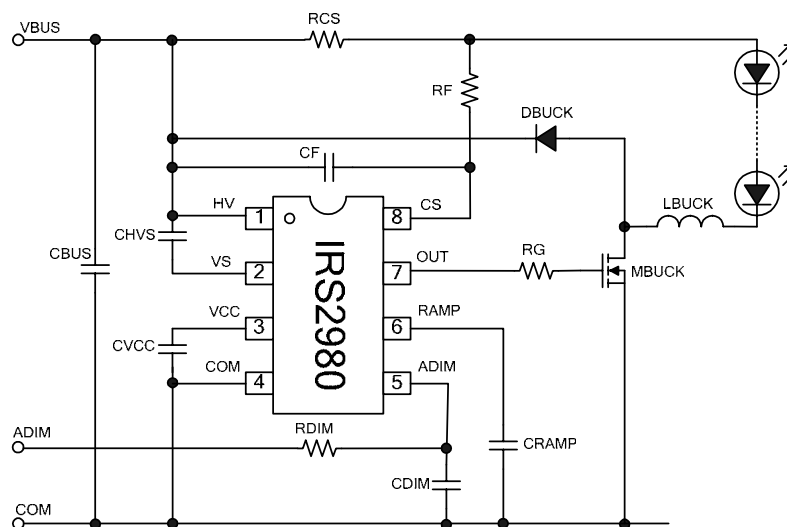 VBUS
RCS
RF
DBUCK
CF
HV
1
8
CS
LBUCK
CHVS
CBUS
VS
2
7
OUT
RG
MBUCK
IRS2980
VCC
3
6
RAMP
CVCC
COM
4
5
ADIM
ADIM
RDIM
CRAMP
CDIM
COM